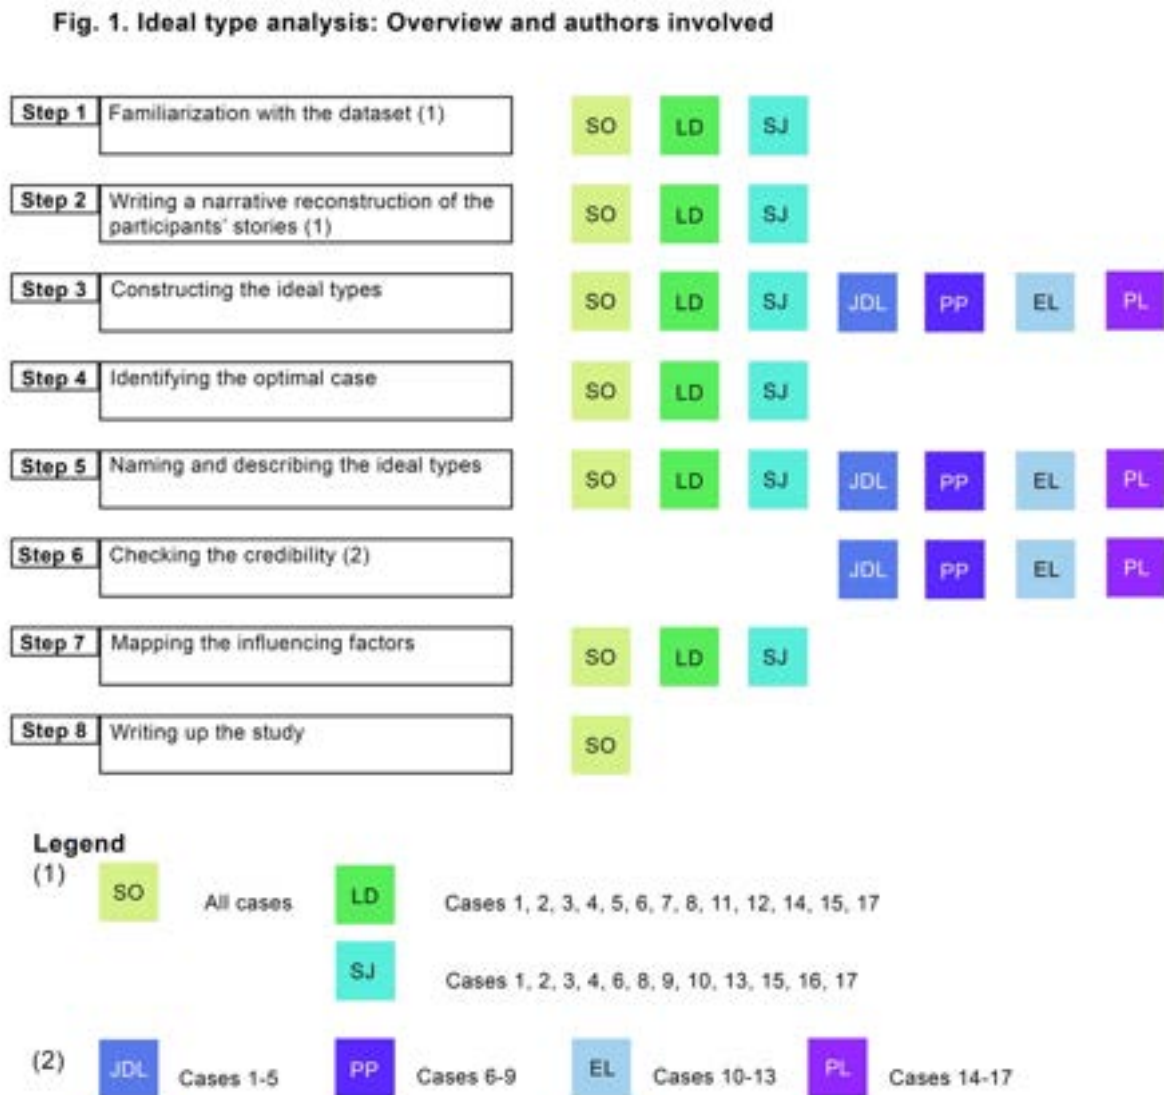 Fig. 1. Ideal type analysis: Overview and authors involved
Step 1 Familiarization with the dataset (1) SO LD SJ
Step 2 Writing a narrative reconstruction of the
participants' stories (1) SO LD SJ
Step 3 Constructing the ideal types SO LD SJ JDL PP EL PL
Step 4 Identifying the optimal case SO LD SJ
Step 5 Naming and describing the ideal types SO LD SJ JDL PP EL PL
Step 6 Checking the credibility (2) JDL PP EL PL
Step 7 Mapping the influencing factors SO LD SJ
Step 8 Writing up the study SO
Legend
(1) SO All cases LD Cases 1, 2, 3, 4, 5, 6, 7, 8, 11, 12, 14, 15, 17
SJ Cases 1, 2, 3, 4, 6, 8, 9, 10, 13, 15, 16, 17
(2) JDL Cases 1-5 PP Cases 6-9 EL Cases 10-13 PL Cases 14-17